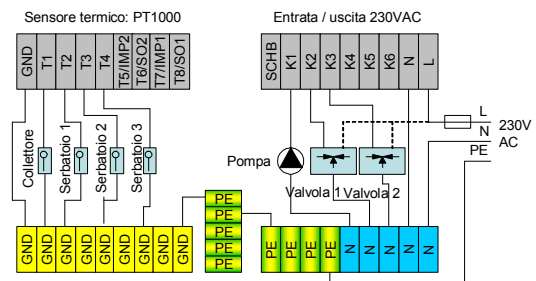 Sensore termico: PT1000
Entrata / uscita 230VAC
GND
T1
T2
T3
T4
T5/IMP2
T6/SO2
T7/IMP1
T8/SO1
SCHB
K1
K2
K3
K4
K5
K6
N
L
Collettore
Serbatoio 1
Serbatoio 2
Serbatoio 3
Pompa
Valvola 1
Valvola 2
L
N
PE
230V
AC
GND
GND
GND
GND
GND
GND
GND
GND
GND
PE
PE
PE
PE
PE
PE
PE
PE
PE
N
N
N
N
N